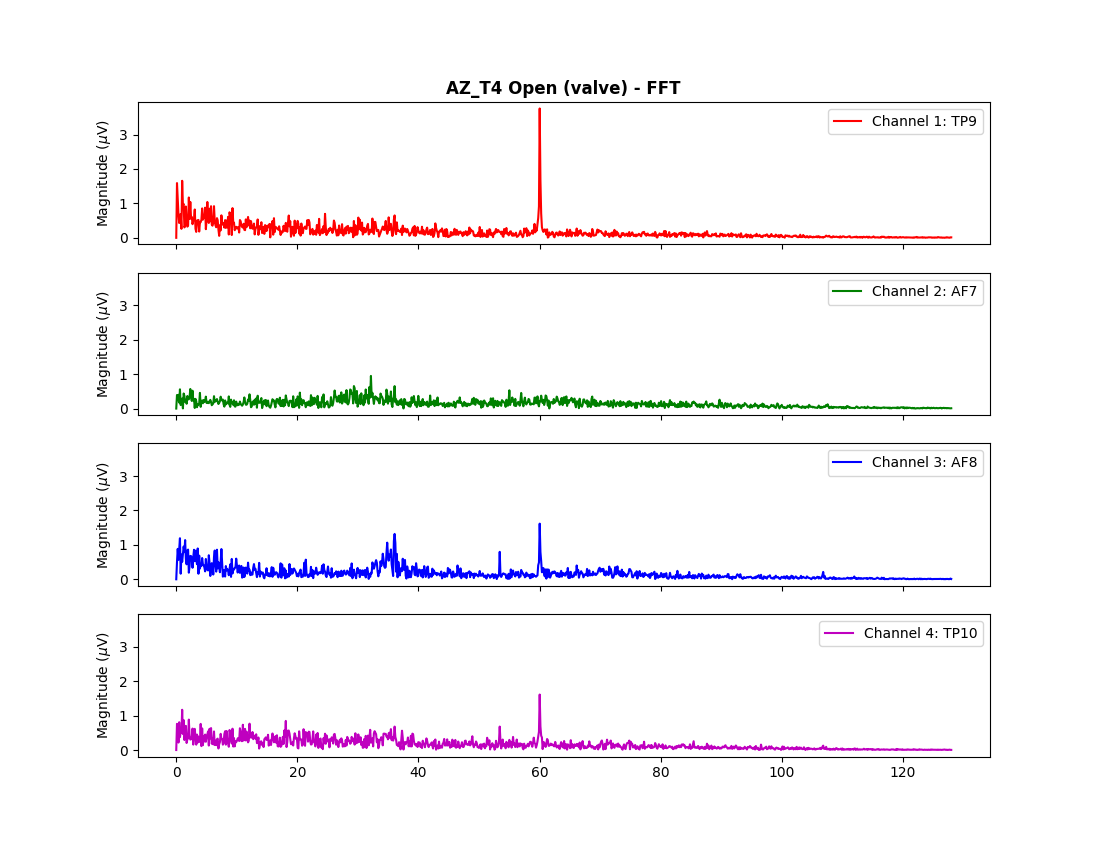 AZ_T4 Open (valve) - FFT
Magnitude (μV)
3
2
1
0
Channel 1: TP9
Magnitude (μV)
3
2
1
0
Channel 2: AF7
Magnitude (μV)
3
2
1
0
Channel 3: AF8
Magnitude (μV)
3
2
1
0
Channel 4: TP10
0 20 40 60 80 100 120